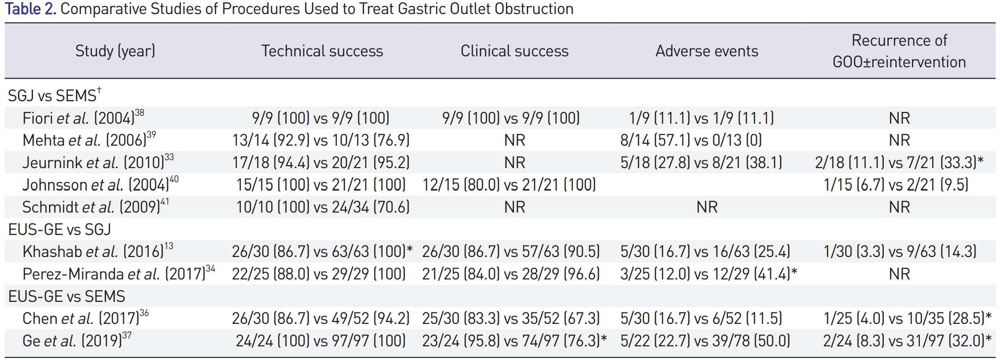 Table 2. Comparative Studies of Procedures Used to Treat Gastric Outlet Obstruction
Study (year) Technical success Clinical success Adverse events Recurrence of GOO±reintervention
SGJ vs SEMS†
Fiori et al. (2004)38 9/9 (100) vs 9/9 (100) 9/9 (100) vs 9/9 (100) 1/9 (11.1) vs 1/9 (11.1) NR
Mehta et al. (2006)39 13/14 (92.9) vs 10/13 (76.9) NR 8/14 (57.1) vs 0/13 (0) NR
Jeurnink et al. (2010)33 17/18 (94.4) vs 20/21 (95.2) NR 5/18 (27.8) vs 8/21 (38.1) 2/18 (11.1) vs 7/21 (33.3)*
Johnsson et al. (2004)40 15/15 (100) vs 21/21 (100) 12/15 (80.0) vs 21/21 (100) 1/15 (6.7) vs 2/21 (9.5)
Schmidt et al. (2009)41 10/10 (100) vs 24/34 (70.6) NR NR NR
EUS-GE vs SGJ
Khashab et al. (2016)13 26/30 (86.7) vs 63/63 (100)* 26/30 (86.7) vs 57/63 (90.5) 5/30 (16.7) vs 16/63 (25.4) 1/30 (3.3) vs 9/63 (14.3)
Perez-Miranda et al. (2017)34 22/25 (88.0) vs 29/29 (100) 21/25 (84.0) vs 28/29 (96.6) 3/25 (12.0) vs 12/29 (41.4)* NR
EUS-GE vs SEMS
Chen et al. (2017)36 26/30 (86.7) vs 49/52 (94.2) 25/30 (83.3) vs 35/52 (67.3) 5/30 (16.7) vs 6/52 (11.5) 1/25 (4.0) vs 10/35 (28.5)*
Ge et al. (2019)37 24/24 (100) vs 97/97 (100) 23/24 (95.8) vs 74/97 (76.3)* 5/22 (22.7) vs 39/78 (50.0) 2/24 (8.3) vs 31/97 (32.0)*